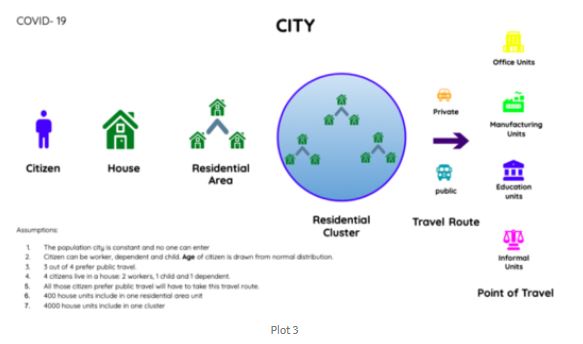 COVID- 19
CITY
Office Units
Private
Manufacturing
Units
Citizen
House
Residential
Area
public
Education
units
Residential
Cluster
Travel Route
Informal
Units
Point of Travel
Assumptions:
1. The population city is constant and no one can enter
2. Citizen can be worker, dependent and child. Age of citizen is drawn from normal distribution.
3. 3 out of 4 prefer public travel.
4. 4 citizens live in a house: 2 workers, 1 child and 1 dependent.
5. All those citizen prefer public travel will have to take this travel route.
6. 400 house units include in one residential area unit
7. 4000 house units include in one cluster
Plot 3